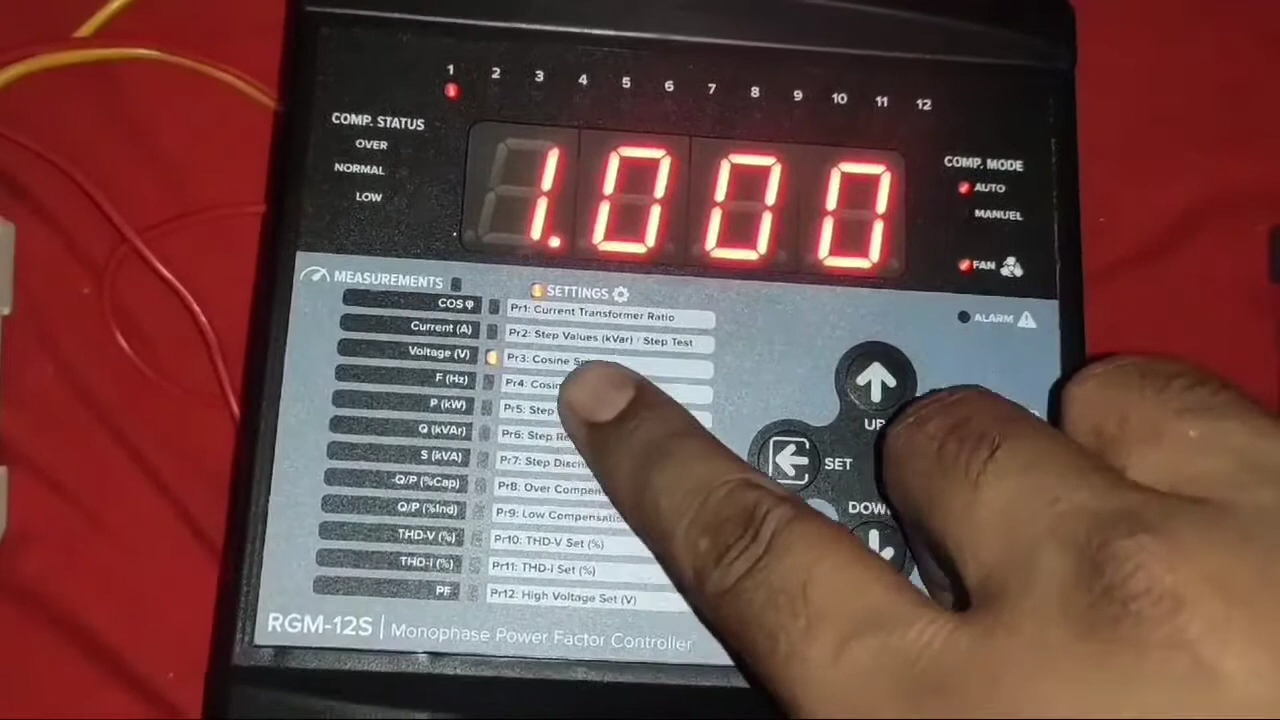 1 2 3 4 5 6 7 8 9 10 11 12
COMP. STATUS
OVER
NORMAL
LOW
1.000
COMP. MODE
AUTO
MANUEL
FAN
ALARM
MEASUREMENTS
COS φ
Current (A)
Voltage (V)
F (Hz)
P (kW)
Q (kVAr)
S (kVA)
-Q/P (%Cap)
Q/P (%Ind)
THD-V (%)
THD-I (%)
PF
SETTINGS
Pr1: Current Transformer Ratio
Pr2: Step Values (kVar) / Step Test
Pr3: Cosine
Pr4:
Pr5: Step
Pr6: Step
Pr7: Step
Pr8: Over
Pr9: Low
Pr10: THD-V Set (%)
Pr11: THD-I Set (%)
Pr12: High Voltage Set (V)
UP
SET
RGM-12S | Monophase Power Factor Controller